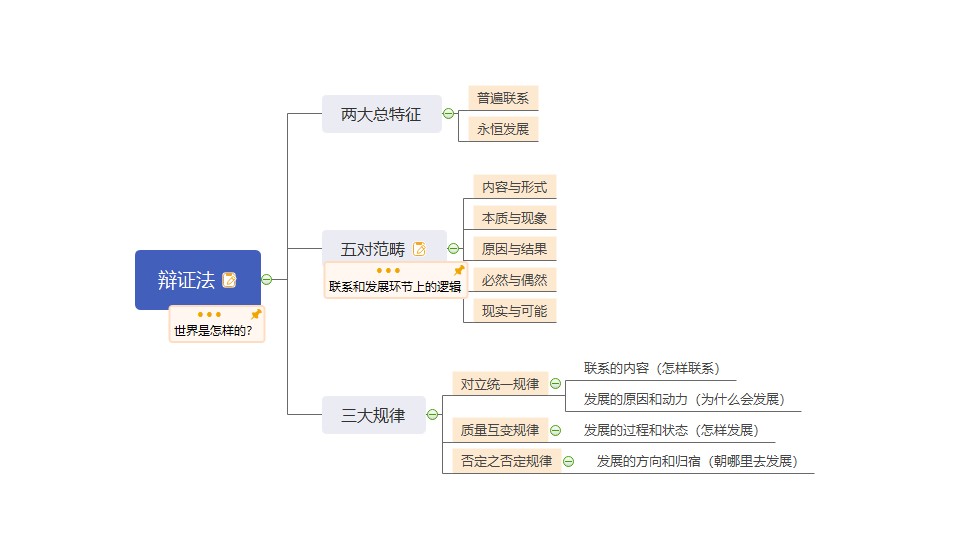 辩证法
世界是怎样的？
两大总特征
普遍联系
永恒发展
五对范畴
联系和发展环节上的逻辑
内容与形式
本质与现象
原因与结果
必然与偶然
现实与可能
三大规律
对立统一规律
联系的内容（怎样联系）
发展的原因和动力（为什么会发展）
质量互变规律
发展的过程和状态（怎样发展）
否定之否定规律
发展的方向和归宿（朝哪里去发展）